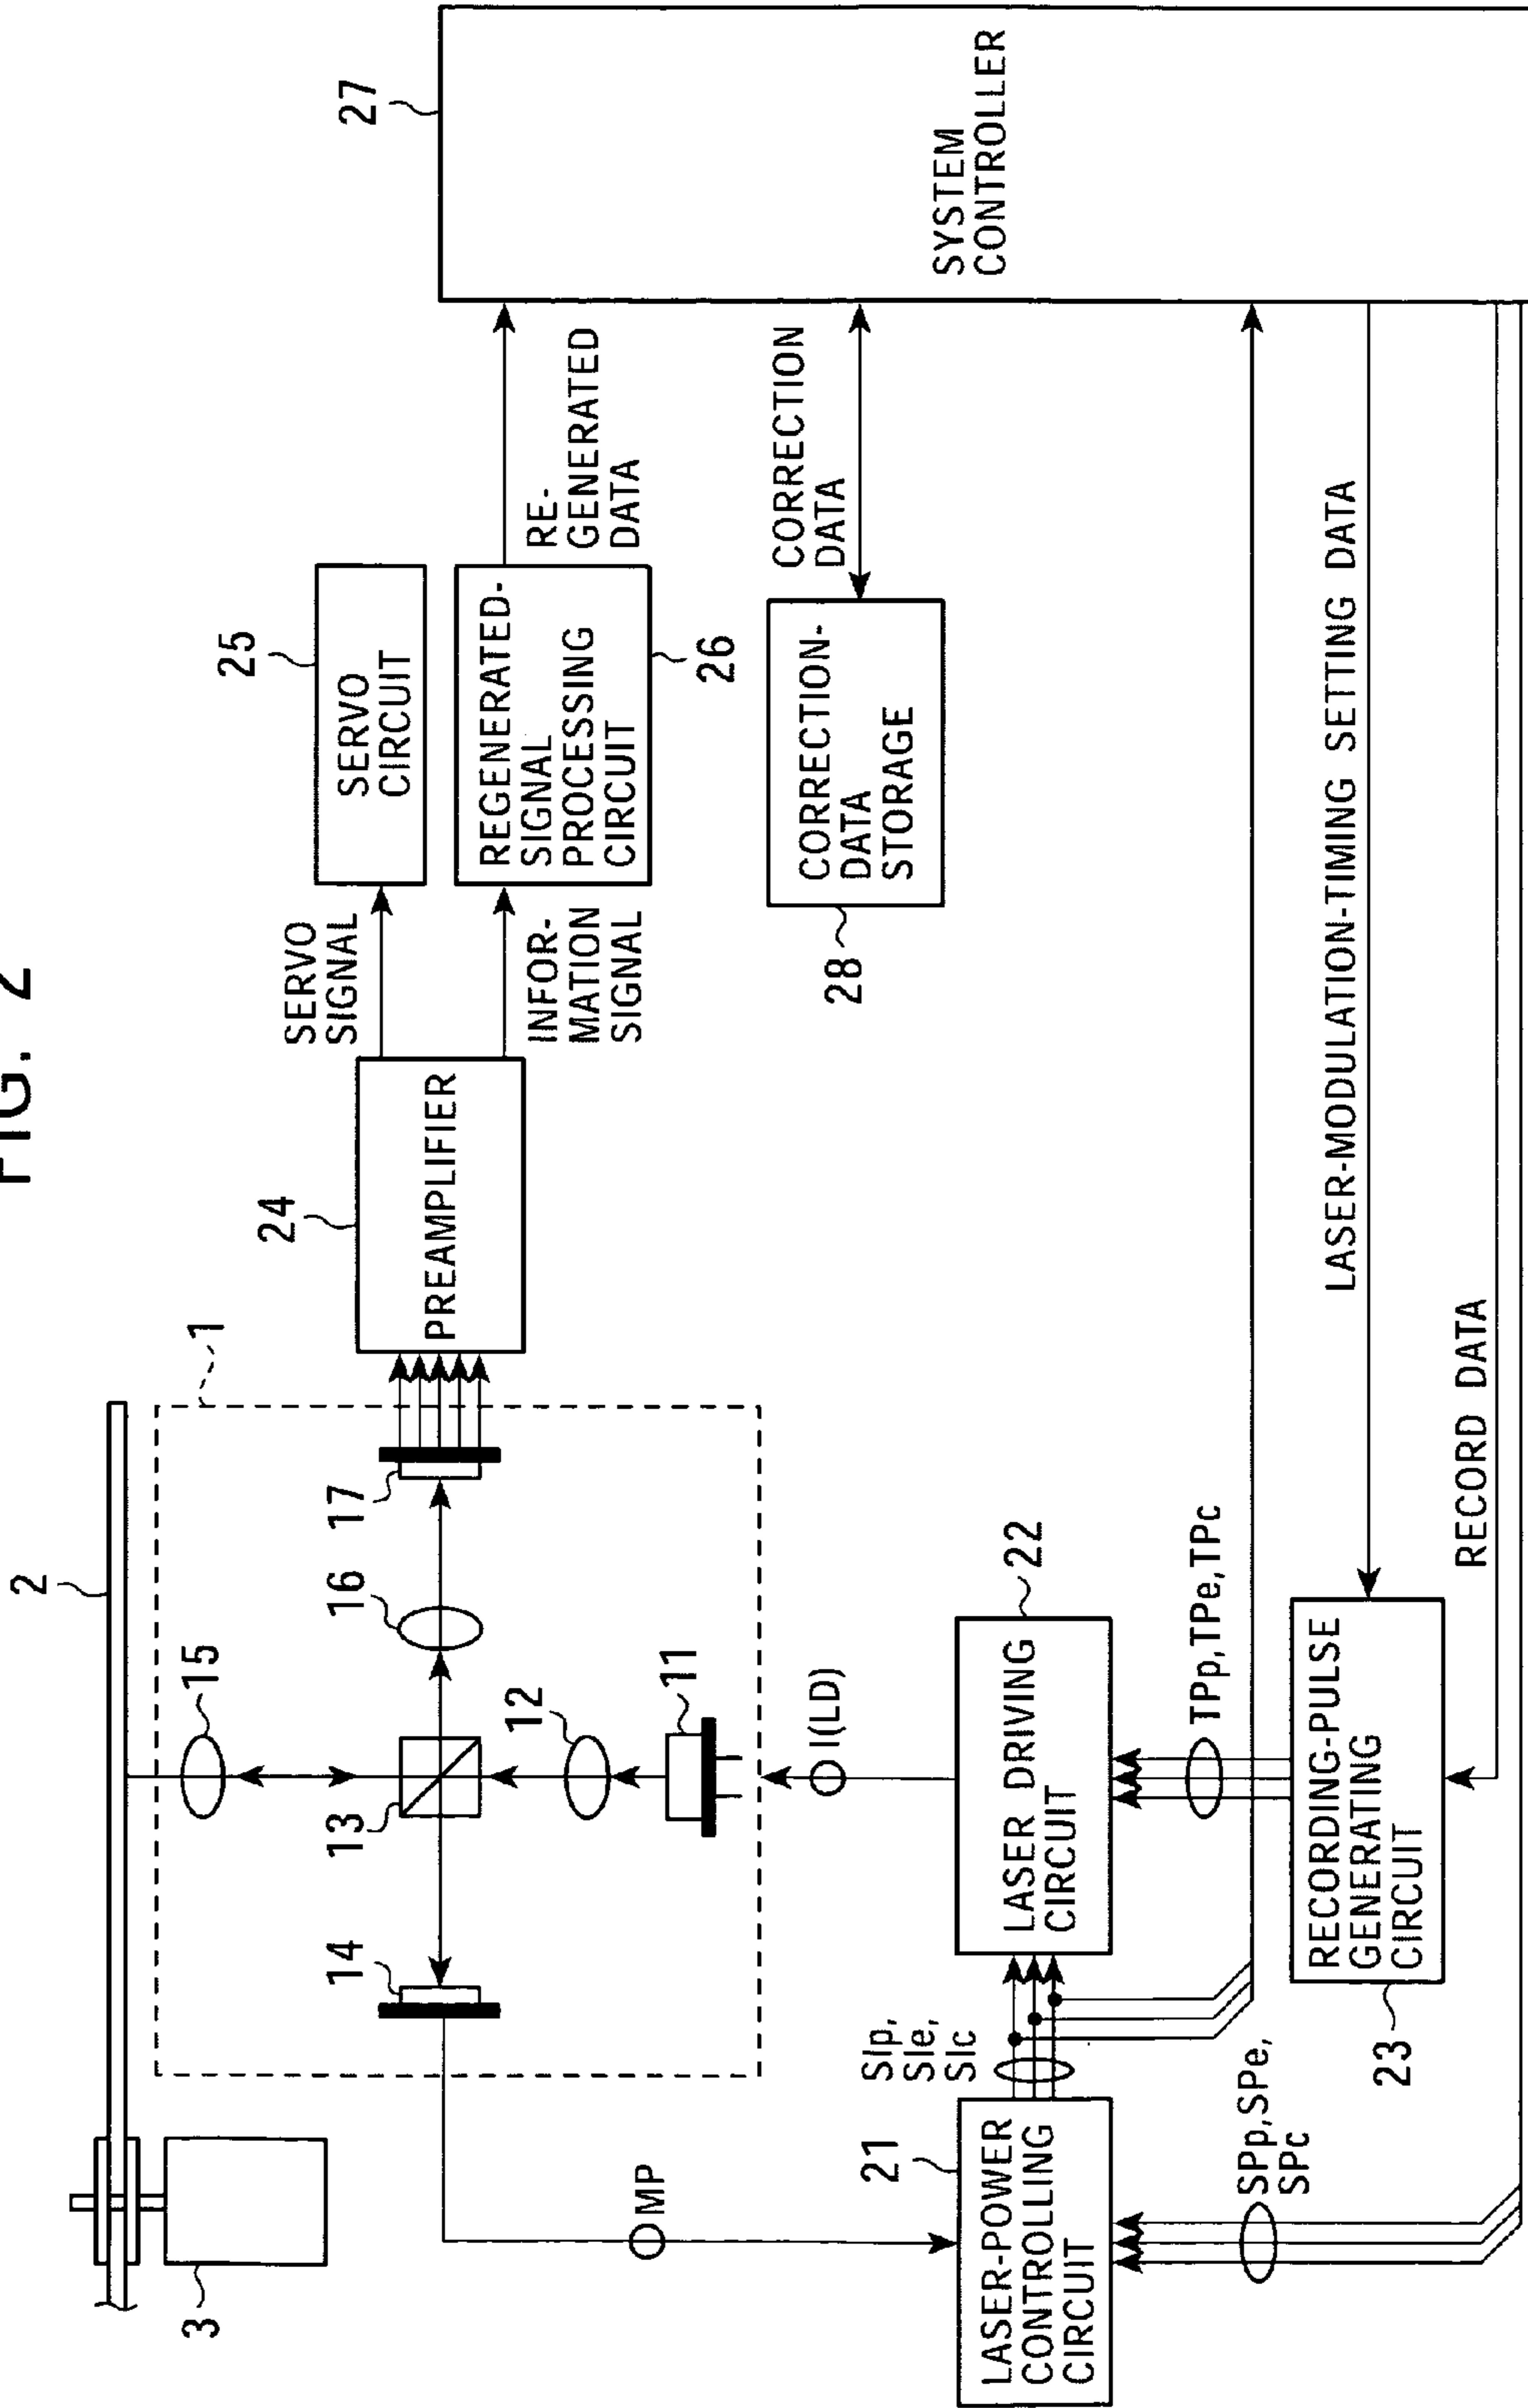 FIG. 2
2
3
1
15
16
17
13
14
12
11
24
PREAMPLIFIER
SERVO
SIGNAL
INFOR-
MATION
SIGNAL
25
SERVO
CIRCUIT
REGENERATED-
SIGNAL
PROCESSING
CIRCUIT
26
RE-
GENERATED
DATA
27
SYSTEM
CONTROLLER
CORRECTION-
DATA
STORAGE
28
CORRECTION
DATA
MP
I(LD)
21
LASER-POWER
CONTROLLING
CIRCUIT
SIp,
SIe,
SIc
LASER DRIVING
CIRCUIT
22
TPp,TPe,TPc
RECORDING-PULSE
GENERATING
CIRCUIT
23
SPp,SPe,
SPc
LASER-MODULATION-TIMING SETTING DATA
RECORD DATA